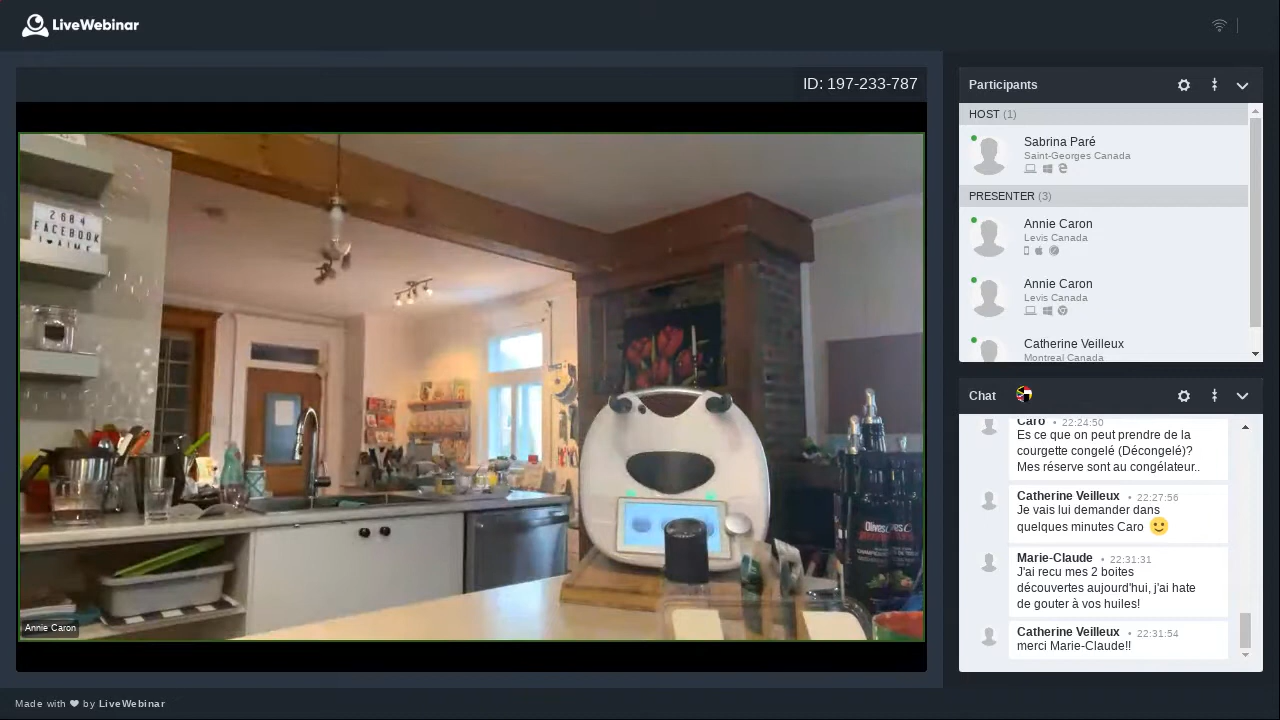 LiveWebinar
ID: 197-233-787
2604
FACEBOOK
Olives
Annie Caron
Participants
HOST (1)
Sabrina Paré
Saint-Georges Canada
PRESENTER (3)
Annie Caron
Levis Canada
Annie Caron
Levis Canada
Catherine Veilleux
Montreal Canada
Chat
Caro • 22:24:50
Es ce que on peut prendre de la
courgette congelé (Décongelé)?
Mes réserve sont au congélateur..
Catherine Veilleux • 22:27:56
Je vais lui demander dans
quelques minutes Caro
Marie-Claude • 22:31:31
J'ai recu mes 2 boites
découvertes aujourd'hui, j'ai hate
de gouter à vos huiles!
Catherine Veilleux • 22:31:54
merci Marie-Claude!!
Made with ♥ by LiveWebinar